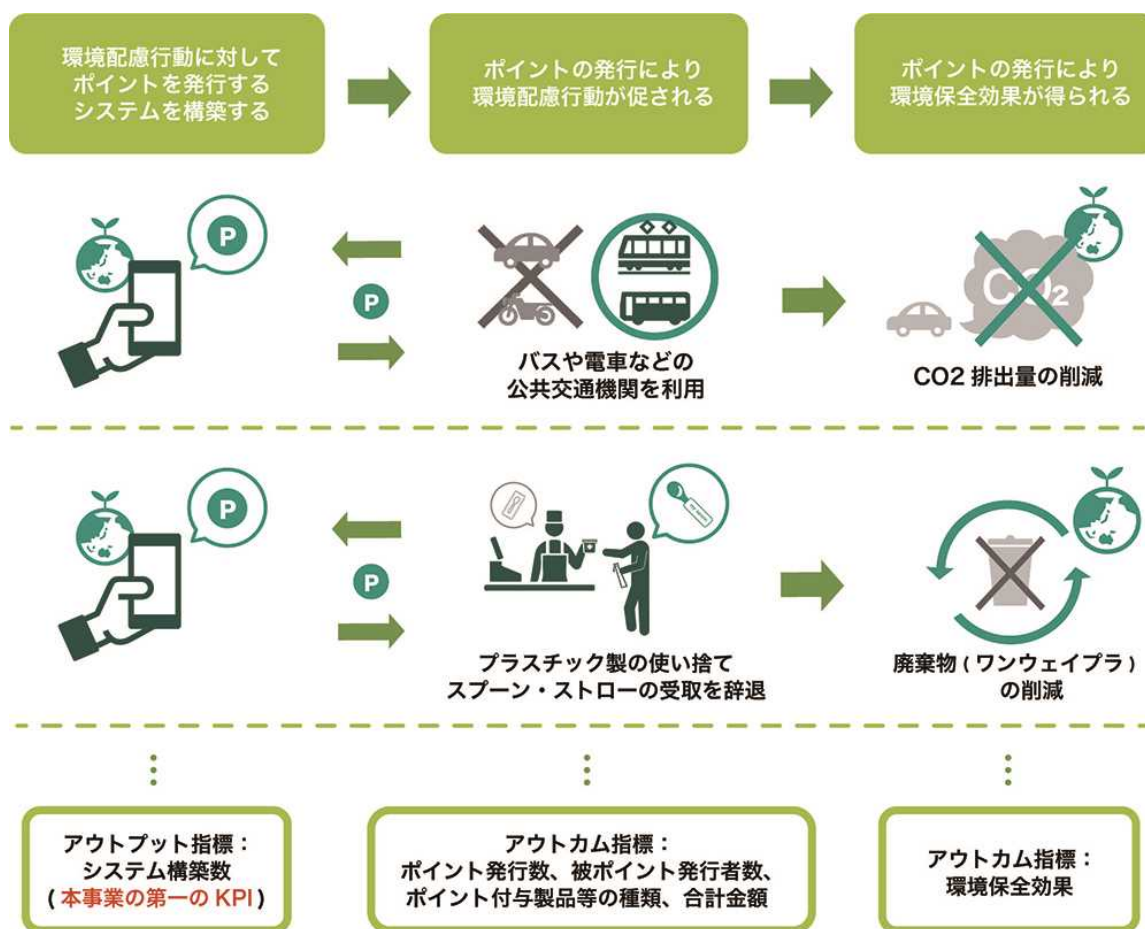 環境配慮行動に対して
ポイントを発行する
システムを構築する
ポイントの発行により
環境配慮行動が促される
ポイントの発行により
環境保全効果が得られる
P
P
CO2
バスや電車などの
公共交通機関を利用
CO2 排出量の削減
P
P
プラスチック製の使い捨て
スプーン・ストローの受取を辞退
廃棄物 ( ワンウェイプラ )
の削減
アウトプット指標：
システム構築数
( 本事業の第一の KPI )
アウトカム指標：
ポイント発行数、被ポイント発行者数、
ポイント付与製品等の種類、合計金額
アウトカム指標：
環境保全効果